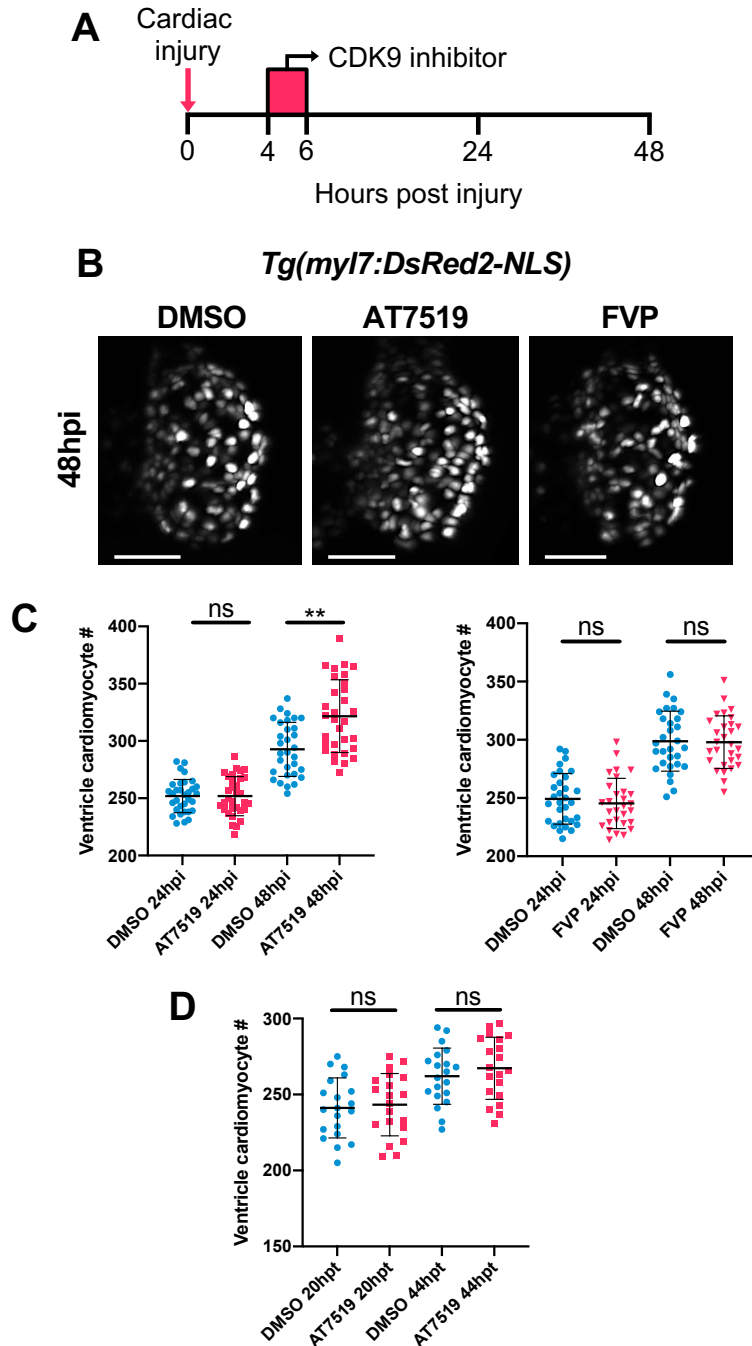 A
Cardiac
injury
CDK9 inhibitor
0 4 6 24 48
Hours post injury
B
Tg(myl7:DsRed2-NLS)
DMSO AT7519 FVP
48hpi
C
Ventricle cardiomyocyte #
400
350
300
250
200
ns **
DMSO 24hpi
AT7519 24hpi
DMSO 48hpi
AT7519 48hpi
Ventricle cardiomyocyte #
400
350
300
250
200
ns ns
DMSO 24hpi
FVP 24hpi
DMSO 48hpi
FVP 48hpi
D
Ventricle cardiomyocyte #
300
250
200
150
ns ns
DMSO 20hpt
AT7519 20hpt
DMSO 44hpt
AT7519 44hpt